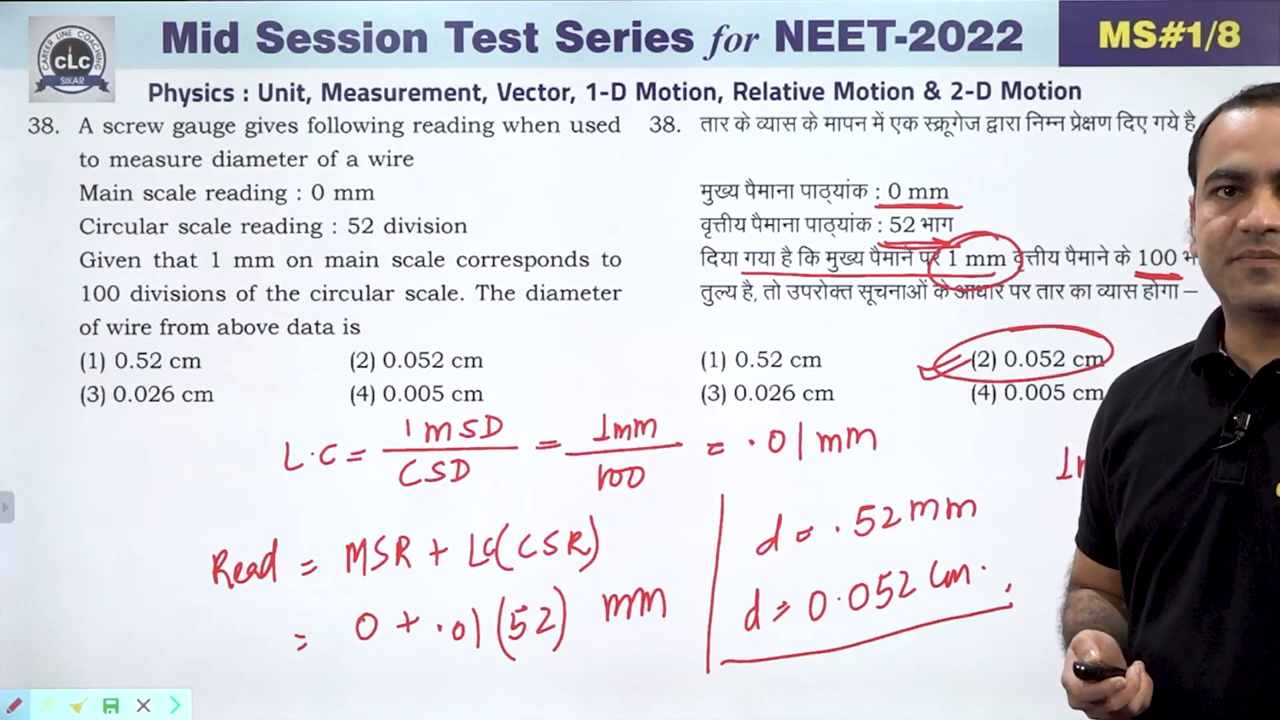 CAREER LINE COACHING
CLC
SIKAR
Mid Session Test Series for NEET-2022
MS#1/8
Physics : Unit, Measurement, Vector, 1-D Motion, Relative Motion & 2-D Motion
38. A screw gauge gives following reading when used
to measure diameter of a wire
Main scale reading : 0 mm
Circular scale reading : 52 division
Given that 1 mm on main scale corresponds to
100 divisions of the circular scale. The diameter
of wire from above data is
(1) 0.52 cm (2) 0.052 cm
(3) 0.026 cm (4) 0.005 cm
38. तार के व्यास के मापन में एक स्क्रूगेज द्वारा निम्न प्रेक्षण दिए गये है
मुख्य पैमाना पाठ्यांक : 0 mm
वृत्तीय पैमाना पाठ्यांक : 52 भाग
दिया गया है कि मुख्य पैमाने पर 1 mm वृत्तीय पैमाने के 100
तुल्य है, तो उपरोक्त सूचनाओं के आधार पर तार का व्यास होगा –
(1) 0.52 cm (2) 0.052 cm
(3) 0.026 cm (4) 0.005 cm
L.C = 1 MSD / CSD = 1mm / 100 = .01 mm
Read = MSR + LC(CSR)
= 0 + .01 (52) mm
d = .52 mm
d = 0.052 cm.